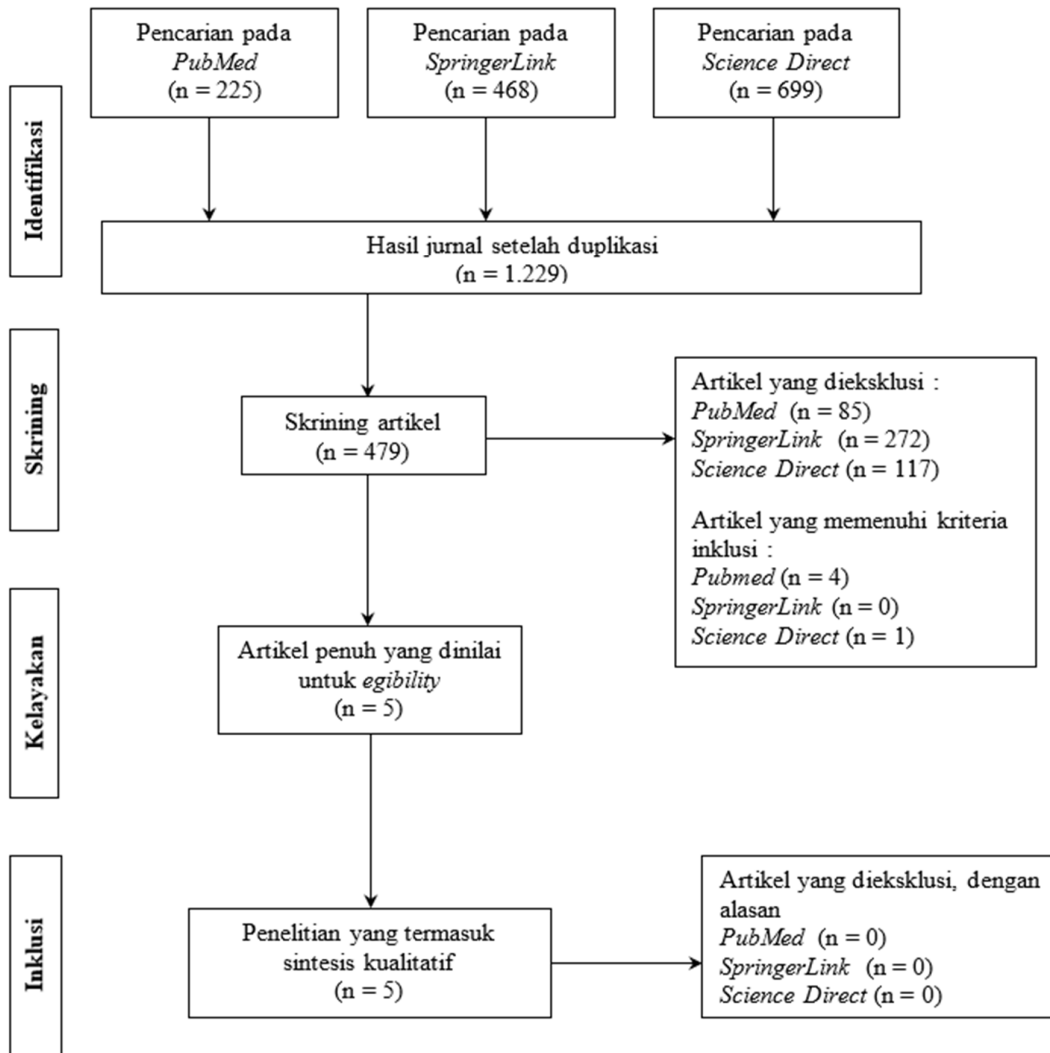 Pencarian pada
PubMed
(n = 225)
Pencarian pada
SpringerLink
(n = 468)
Pencarian pada
Science Direct
(n = 699)
Identifikasi
Hasil jurnal setelah duplikasi
(n = 1.229)
Skrining
Skrining artikel
(n = 479)
Artikel yang dieksklusi :
PubMed (n = 85)
SpringerLink (n = 272)
Science Direct (n = 117)
Artikel yang memenuhi kriteria
inklusi :
Pubmed (n = 4)
SpringerLink (n = 0)
Science Direct (n = 1)
Kelayakan
Artikel penuh yang dinilai
untuk egibility
(n = 5)
Inklusi
Penelitian yang termasuk
sintesis kualitatif
(n = 5)
Artikel yang dieksklusi, dengan
alasan
PubMed (n = 0)
SpringerLink (n = 0)
Science Direct (n = 0)